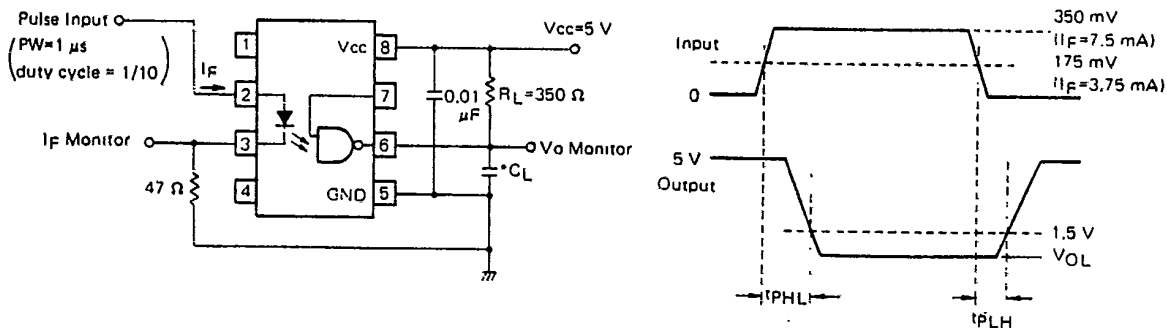 Pulse Input
(PW=1 μs
duty cycle = 1/10)
IF
1
2
3
4
Vcc
8
7
6
GND
5
IF Monitor
47 Ω
0.01
μF
RL=350 Ω
*CL
Vcc=5 V
Vo Monitor
Input
0
350 mV
(IF=7.5 mA)
175 mV
(IF=3.75 mA)
5 V
Output
1.5 V
VOL
tPHL
tPLH